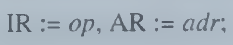 IR := op, AR := adr;